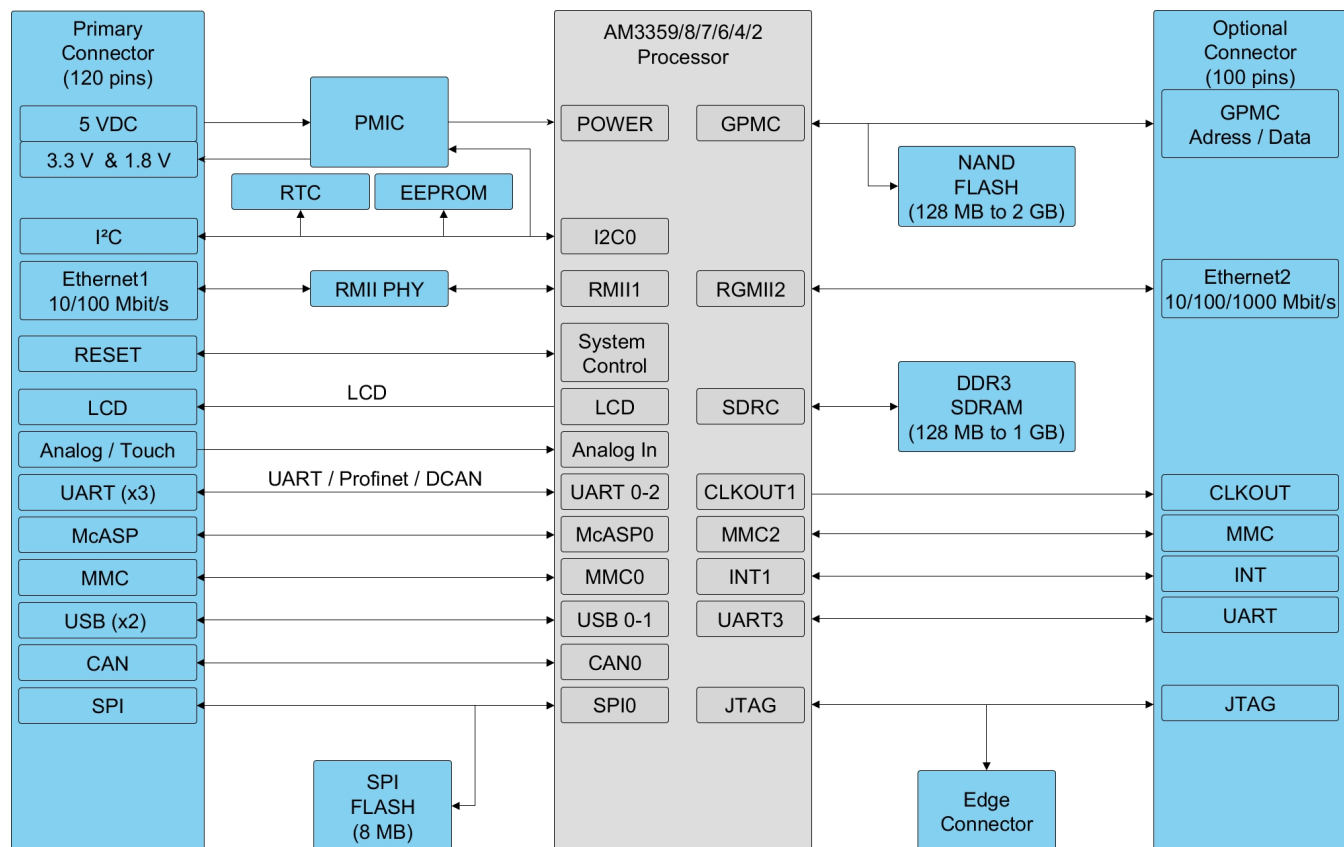 Primary
Connector
(120 pins)
5 VDC
3.3 V & 1.8 V
I²C
Ethernet1
10/100 Mbit/s
RESET
LCD
Analog / Touch
UART (x3)
McASP
MMC
USB (x2)
CAN
SPI
PMIC
RTC
EEPROM
RMII PHY
LCD
UART / Profinet / DCAN
SPI
FLASH
(8 MB)
AM3359/8/7/6/4/2
Processor
POWER
I2C0
RMII1
System
Control
LCD
Analog In
UART 0-2
McASP0
MMC0
USB 0-1
CAN0
SPI0
GPMC
RGMII2
SDRC
CLKOUT1
MMC2
INT1
UART3
JTAG
NAND
FLASH
(128 MB to 2 GB)
DDR3
SDRAM
(128 MB to 1 GB)
Edge
Connector
Optional
Connector
(100 pins)
GPMC
Adress / Data
Ethernet2
10/100/1000 Mbit/s
CLKOUT
MMC
INT
UART
JTAG